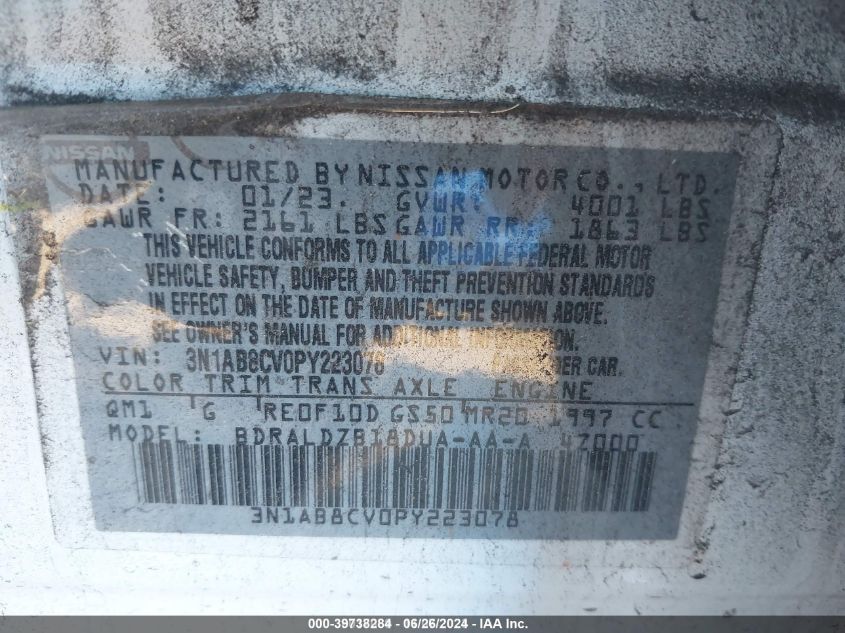 NISSAN
MANUFACTURED BY NISSAN MOTOR CO., LTD.
DATE: 01/23. GVWR: 4001 LBS
GAWR FR: 2161 LBS GAWR RR: 1863 LBS
THIS VEHICLE CONFORMS TO ALL APPLICABLE FEDERAL MOTOR
VEHICLE SAFETY, BUMPER AND THEFT PREVENTION STANDARDS
IN EFFECT ON THE DATE OF MANUFACTURE SHOWN ABOVE.
SEE OWNER'S MANUAL FOR ADDITIONAL INFORMATION.
VIN: 3N1AB8CV0PY223078 CAR.
COLOR TRIM TRANS AXLE ENGINE
QM1 G RE0F10D GS50 MR20 1997 CC
MODEL: BDRALDZBI8DUA-AA-A 4Z000
3N1AB8CV0PY223078
000-39738284 - 06/26/2024 - IAA Inc.